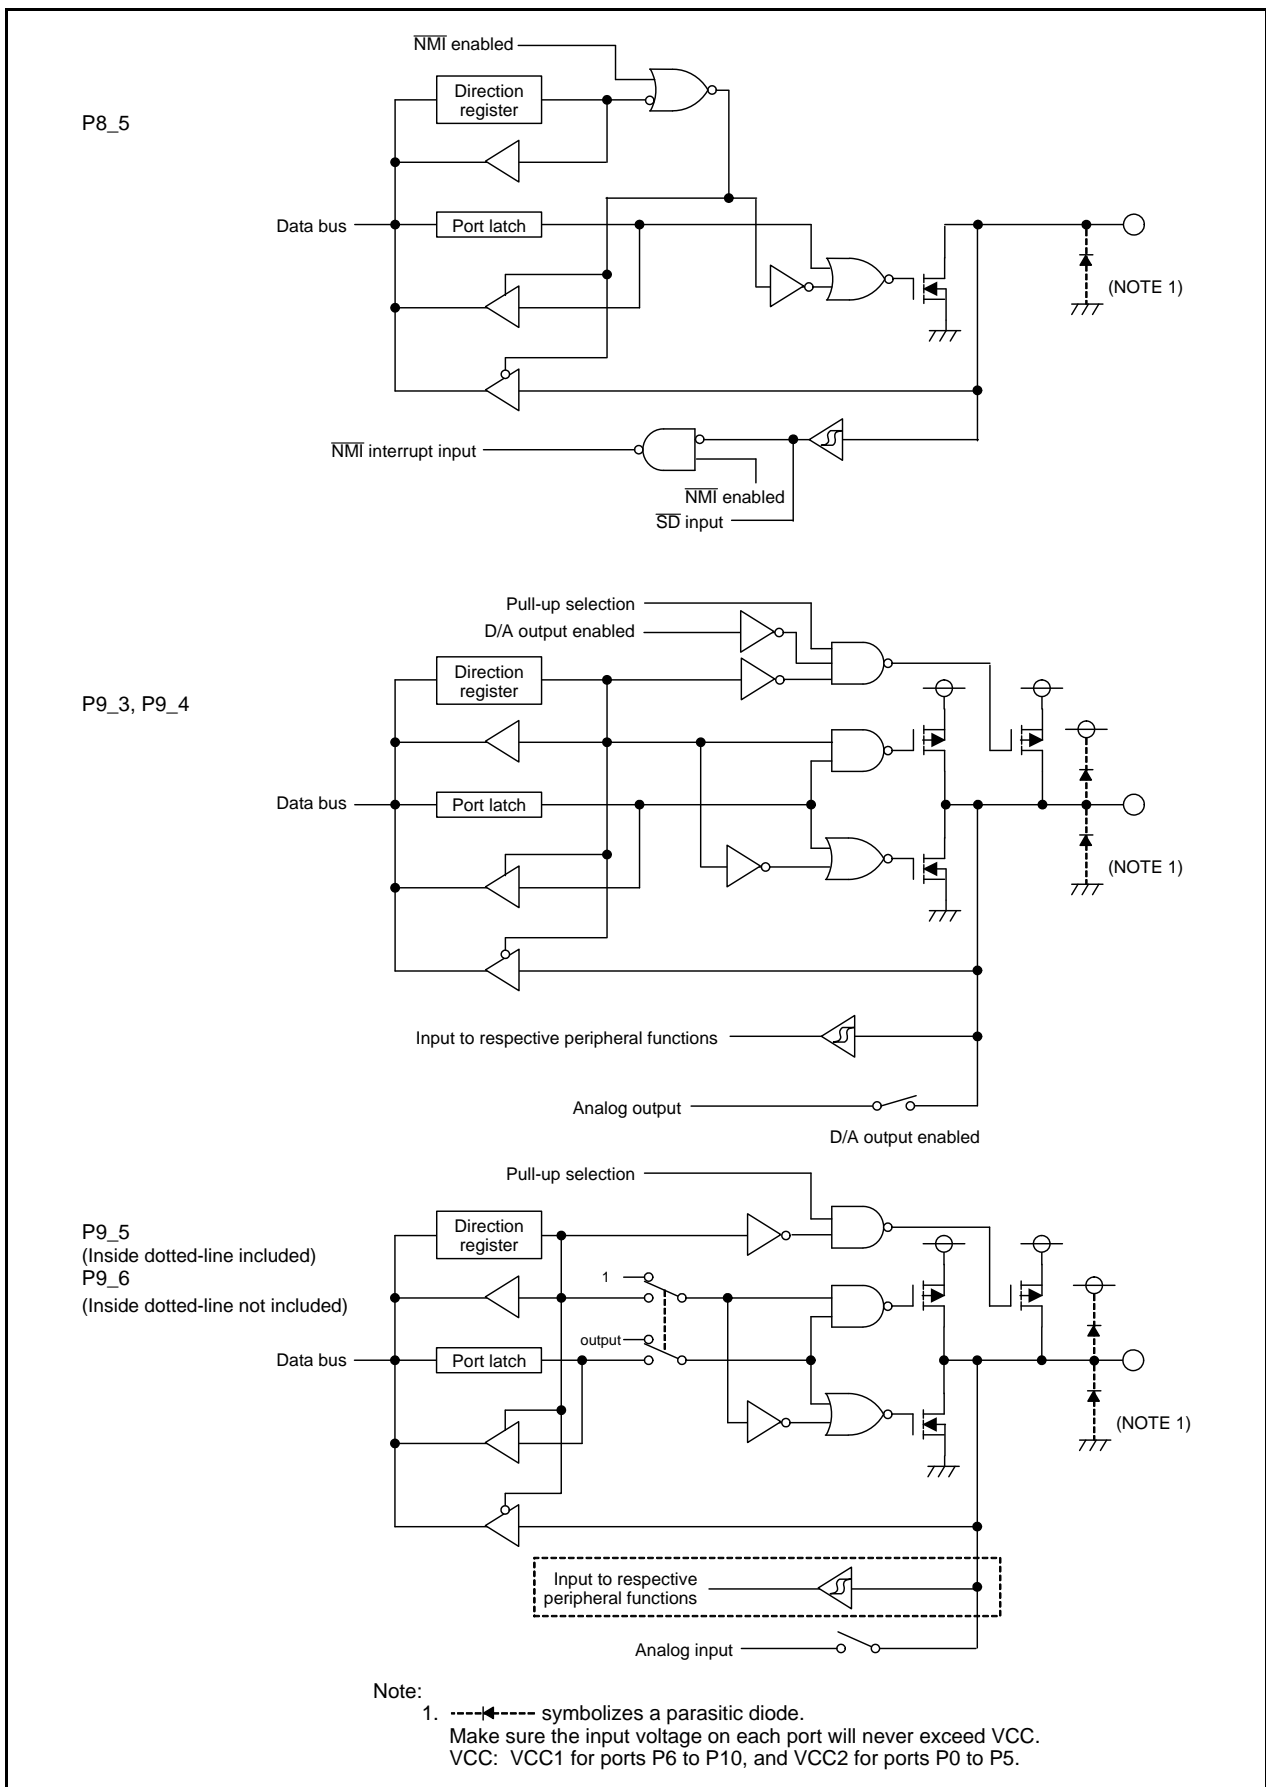 NMI enabled
Direction
register
P8_5
Data bus
Port latch
(NOTE 1)
NMI interrupt input
NMI enabled
SD input
Pull-up selection
D/A output enabled
Direction
register
P9_3, P9_4
Data bus
Port latch
(NOTE 1)
Input to respective peripheral functions
Analog output
D/A output enabled
Pull-up selection
P9_5
(Inside dotted-line included)
P9_6
(Inside dotted-line not included)
Direction
register
1
output
Data bus
Port latch
(NOTE 1)
Input to respective
peripheral functions
Analog input
Note:
1. symbolizes a parasitic diode.
Make sure the input voltage on each port will never exceed VCC.
VCC: VCC1 for ports P6 to P10, and VCC2 for ports P0 to P5.